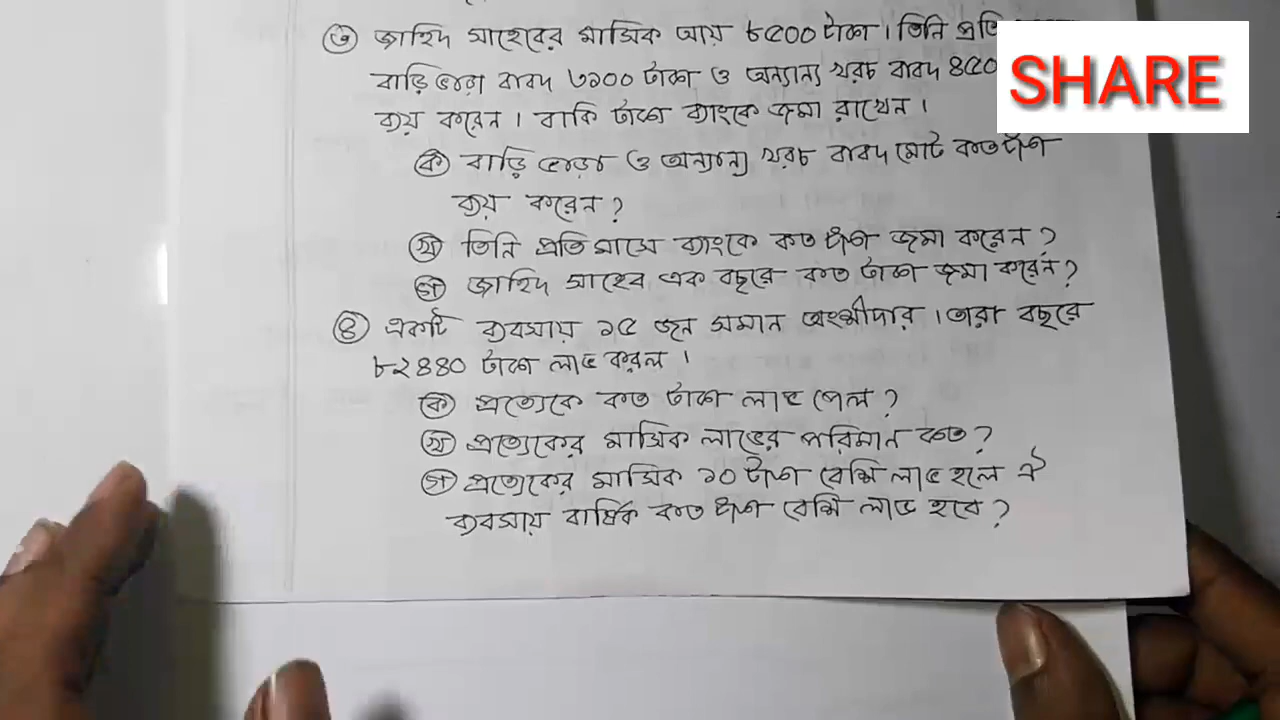 ৩ জাহিদ সাহেবের মাসিক আয় ৮৫০০ টাকা। তিনি প্রতি
বাড়ি ভাড়া বাবদ ৩১০০ টাকা ও অন্যান্য খরচ বাবদ
ব্যয় করেন। বাকি টাকা ব্যাংকে জমা রাখেন।
SHARE
ক বাড়ি ভাড়া ও অন্যান্য খরচ বাবদ মোট কত টাকা
ব্যয় করেন?
খ তিনি প্রতি মাসে ব্যাংকে কত টাকা জমা করেন?
গ জাহিদ সাহেব এক বছরে কত টাকা জমা করেন?
৪ একটি ব্যবসায় ১৫ জন সমান অংশীদার। তারা বছরে
৮২৪৪০ টাকা লাভ করল।
ক প্রত্যেকে কত টাকা লাভ পেল?
খ প্রত্যেকের মাসিক লাভের পরিমান কত?
গ প্রত্যেকের মাসিক ১০ টাকা বেশি লাভ হলে ঐ
ব্যবসায় বার্ষিক কত টাকা বেশি লাভ হবে?